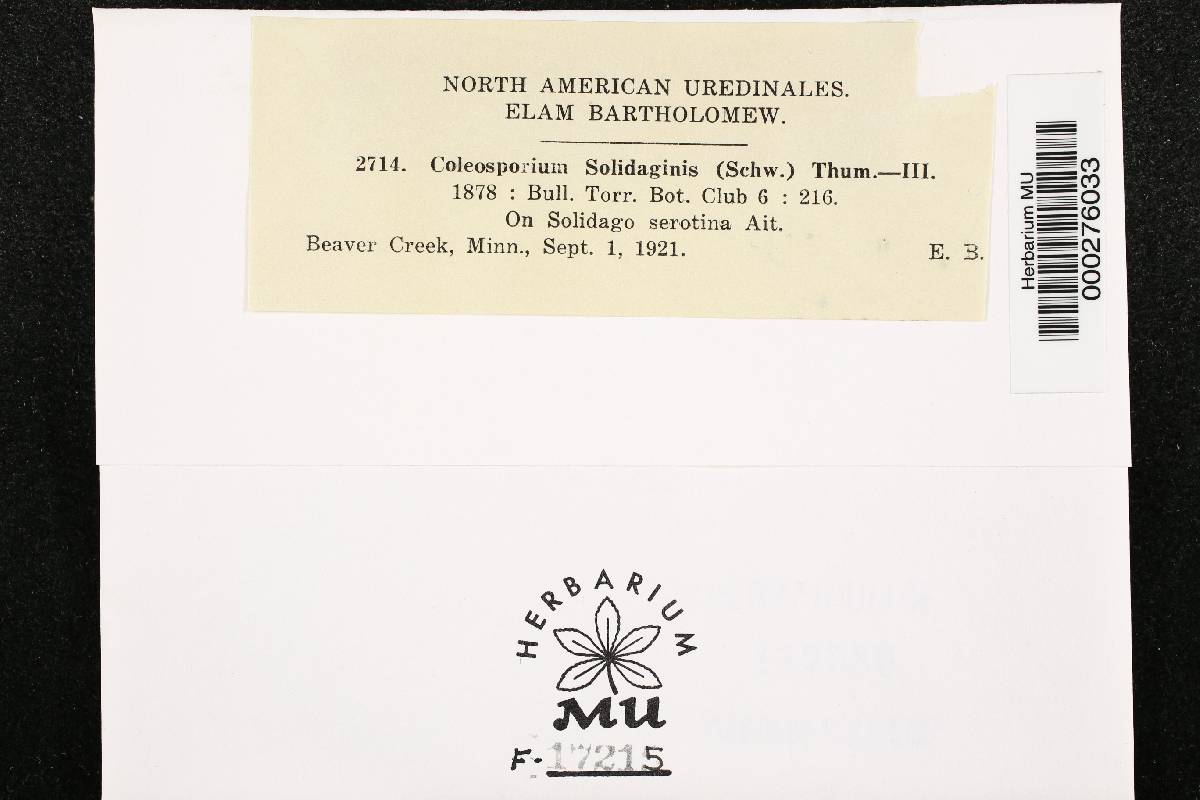 NORTH AMERICAN UREDINALES.
ELAM BARTHOLOMEW.
2714. Coleosporium Solidaginis (Schw.) Thum.—III.
1878 : Bull. Torr. Bot. Club 6 : 216.
On Solidago serotina Ait.
Beaver Creek, Minn., Sept. 1, 1921. E. B.
Herbarium MU
000276033
HERBARIUM
MU
F-17215